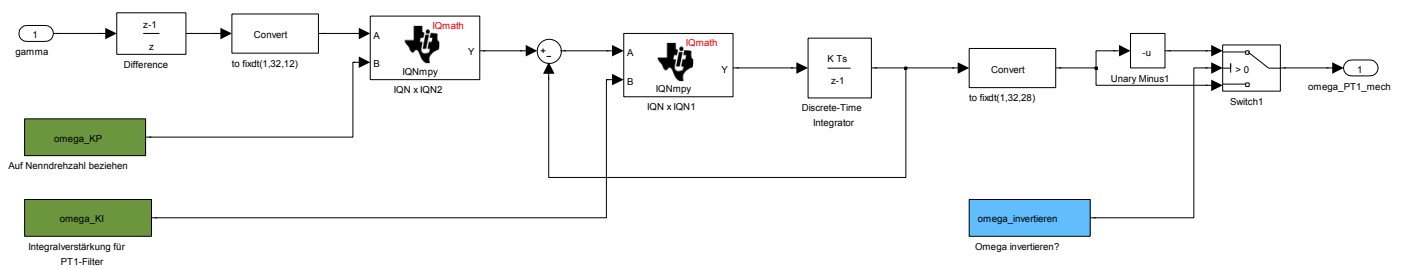 1
gamma
z-1
z
Difference
Convert
to fixdt(1,32,12)
A
B
IQmath
IQNmpy
Y
IQN x IQN2
+
−
A
B
IQmath
IQNmpy
Y
IQN x IQN1
K Ts
z-1
Discrete-Time
Integrator
Convert
to fixdt(1,32,28)
-u
Unary Minus1
> 0
Switch1
1
omega_PT1_mech
omega_KP
Auf Nenndrehzahl beziehen
omega_KI
Integralverstärkung für
PT1-Filter
omega_invertieren
Omega invertieren?